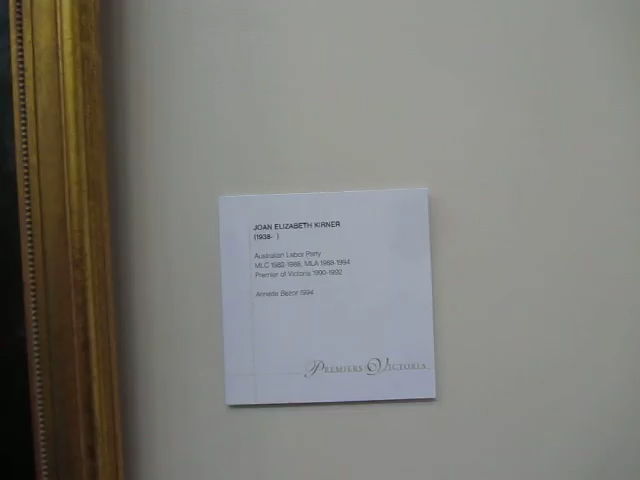 JOAN ELIZABETH KIRNER
(1938- )
Australian Labor Party
MLC 1982-1988, MLA 1988-1994
Premier of Victoria 1990-1992
Annette 1994
PREMIERS OF VICTORIA